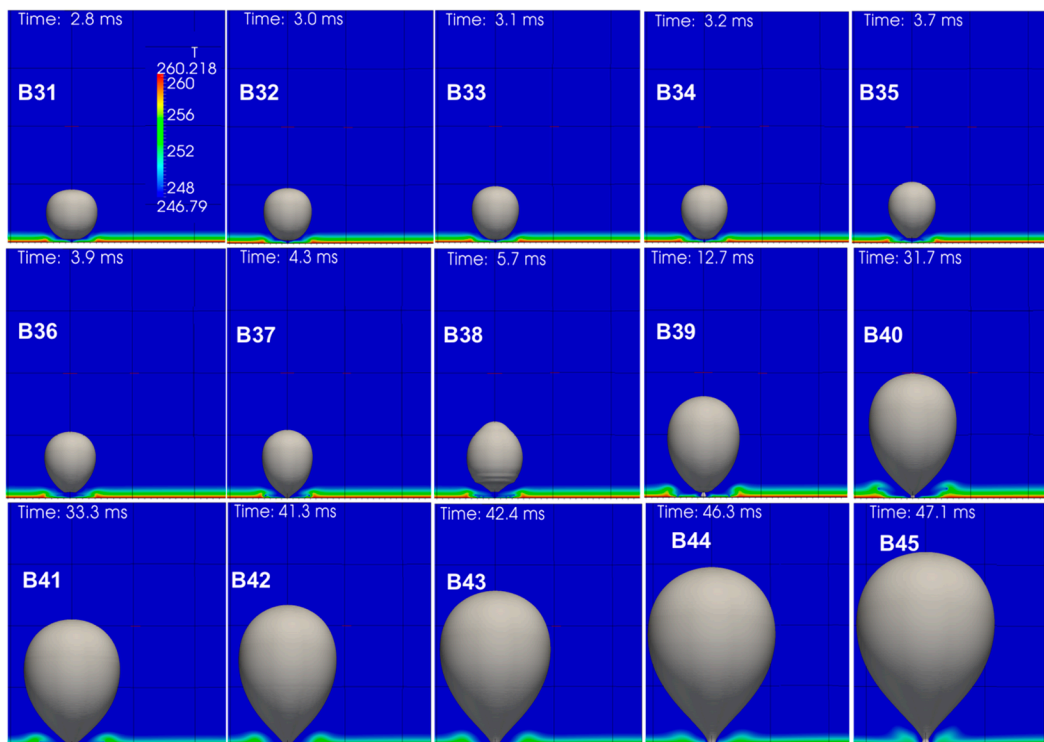 Time: 2.8 ms
T
260.218
260
256
252
248
246.79
B31
Time: 3.0 ms
B32
Time: 3.1 ms
B33
Time: 3.2 ms
B34
Time: 3.7 ms
B35
Time: 3.9 ms
B36
Time: 4.3 ms
B37
Time: 5.7 ms
B38
Time: 12.7 ms
B39
Time: 31.7 ms
B40
Time: 33.3 ms
B41
Time: 41.3 ms
B42
Time: 42.4 ms
B43
Time: 46.3 ms
B44
Time: 47.1 ms
B45